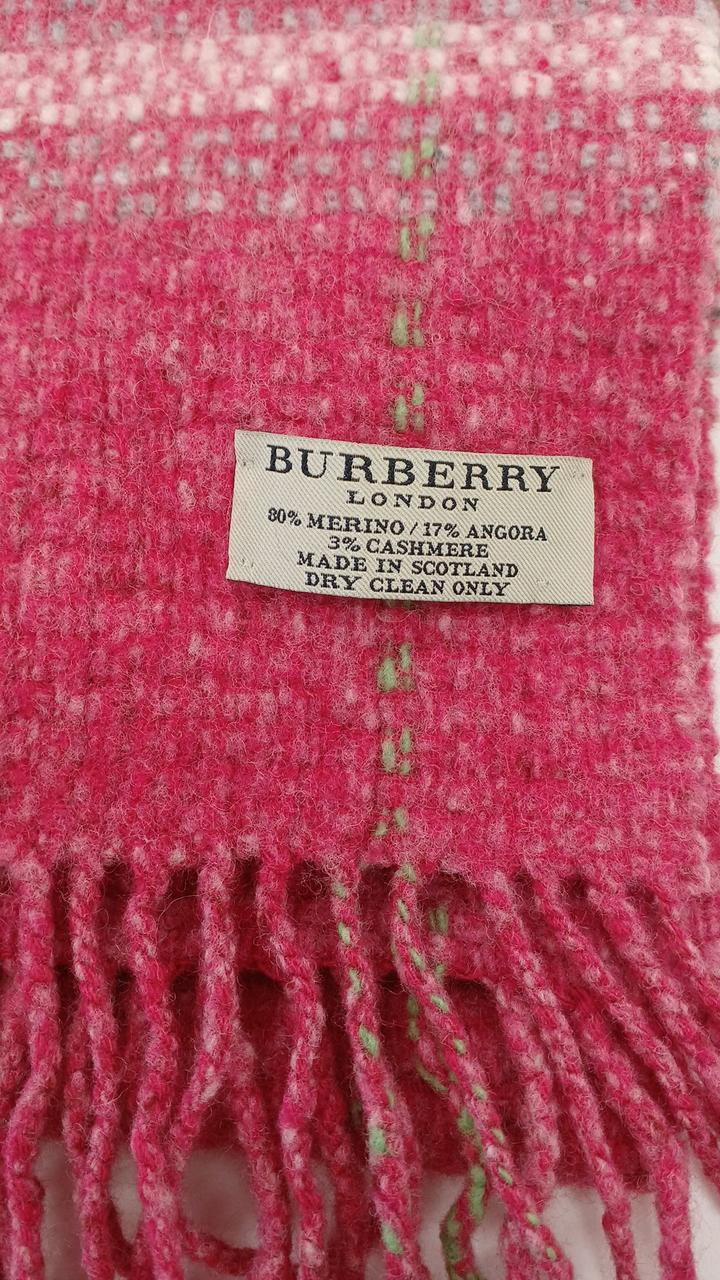 BURBERRY
LONDON
80% MERINO / 17% ANGORA
3% CASHMERE
MADE IN SCOTLAND
DRY CLEAN ONLY